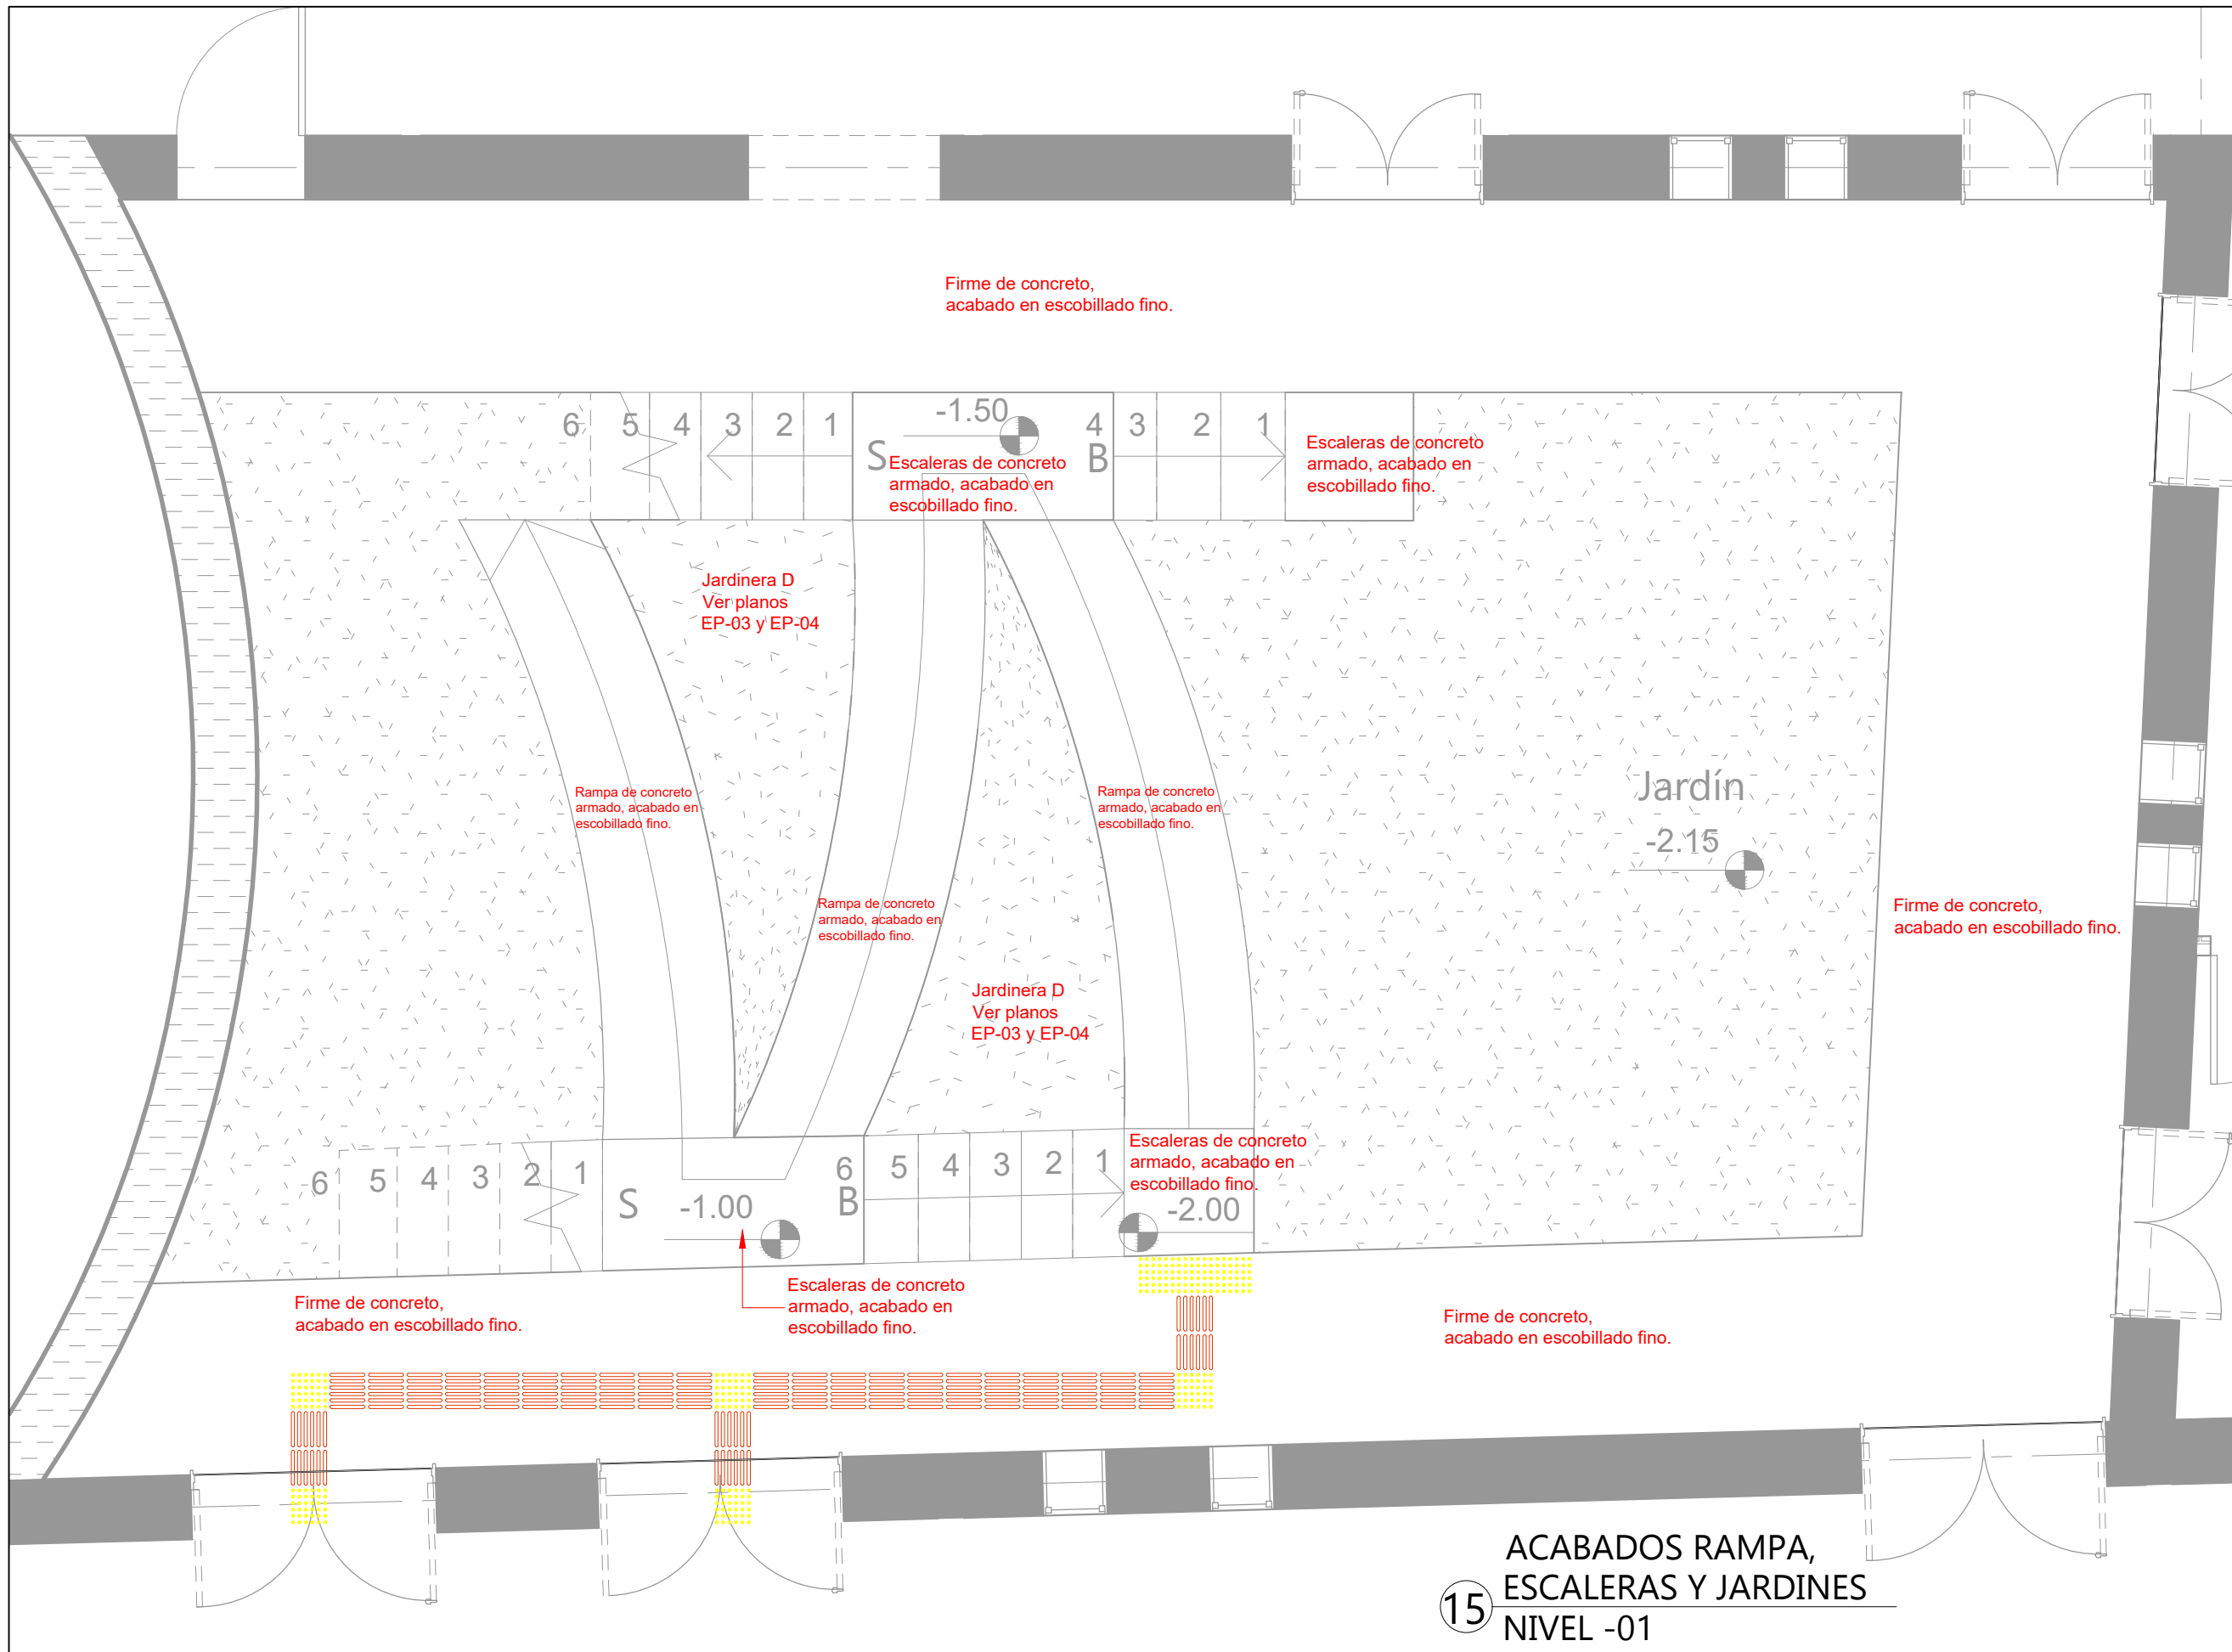 Firme de concreto,
acabado en escobillado fino.
6 5 4 3 2 1
S
-1.50
4 3 2 1
B
Escaleras de concreto
armado, acabado en
escobillado fino.
Escaleras de concreto
armado, acabado en
escobillado fino.
Jardinera D
Ver planos
EP-03 y EP-04
Rampa de concreto
armado, acabado en
escobillado fino.
Rampa de concreto
armado, acabado en
escobillado fino.
Rampa de concreto
armado, acabado en
escobillado fino.
Jardín
-2.15
Firme de concreto,
acabado en escobillado fino.
Jardinera D
Ver planos
EP-03 y EP-04
6 5 4 3 2 1
S
-1.00
6 5 4 3 2 1
B
Escaleras de concreto
armado, acabado en
escobillado fino.
-2.00
Escaleras de concreto
armado, acabado en
escobillado fino.
Firme de concreto,
acabado en escobillado fino.
Firme de concreto,
acabado en escobillado fino.
15
ACABADOS RAMPA,
ESCALERAS Y JARDINES
NIVEL -01